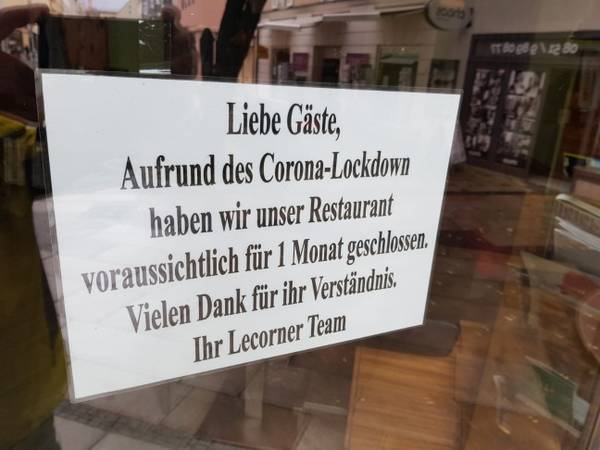 Liebe Gäste,
Aufrund des Corona-Lockdown
haben wir unser Restaurant
voraussichtlich für 1 Monat geschlossen.
Vielen Dank für ihr Verständnis.
Ihr Lecorner Team